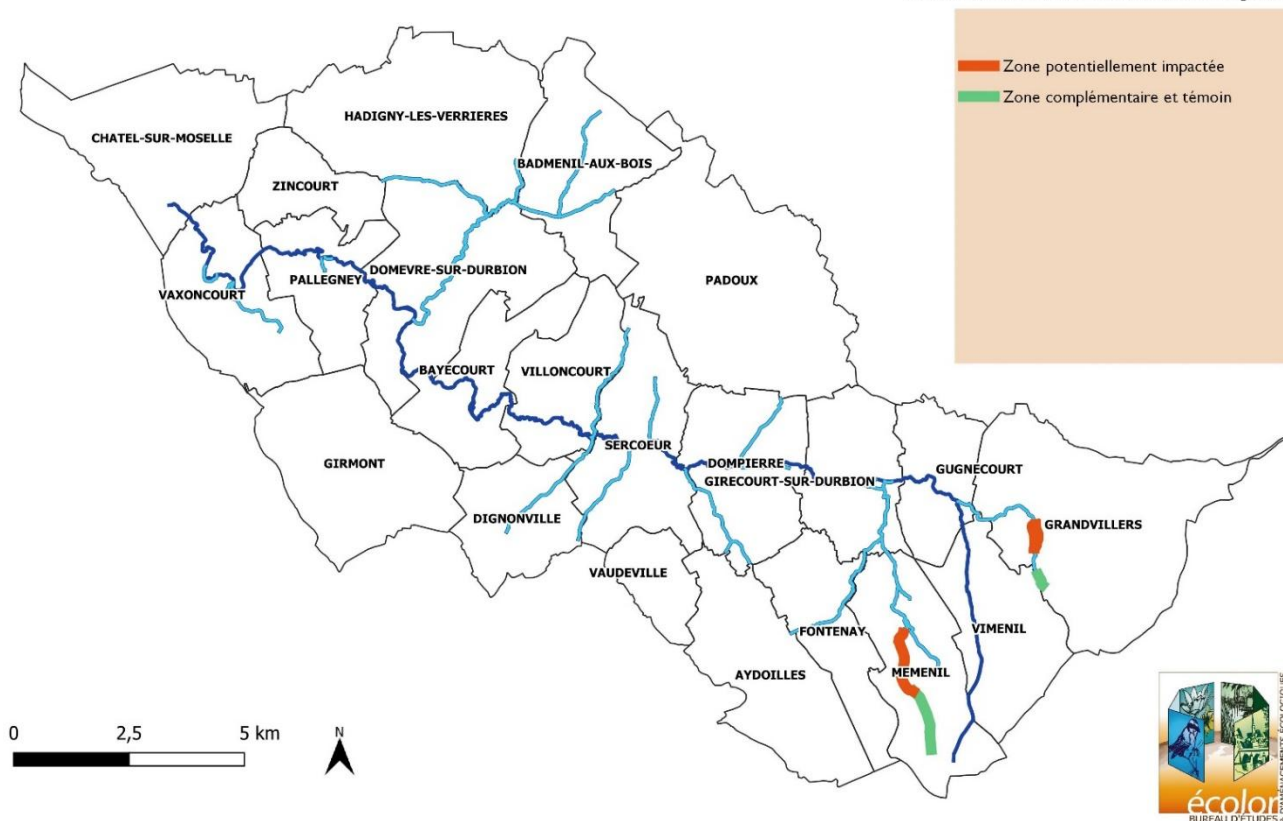 Zone potentiellement impactée
Zone complémentaire et témoin
HADIGNY-LES-VERRIERES
CHATEL-SUR-MOSELLE
BADMENIL-AUX-BOIS
ZINCOURT
DOMEVRE-SUR-DURBION
PALLEGNEY
PADOUX
VAXONCOURT
BAYECOURT
VILLONCOURT
SERCOEUR
GIRMONT
DOMPIERRE
GUGNECOURT
GIRECOURT-SUR-DURBION
DIGNONVILLE
GRANDVILLERS
VAUDEVILLE
FONTENAY
VIMENIL
AYDOILLES
MEMENIL
0 2,5 5 km
N
écolor
BUREAU D'ÉTUDES
D'AMÉNAGEMENTS ÉCOLOGIQUES